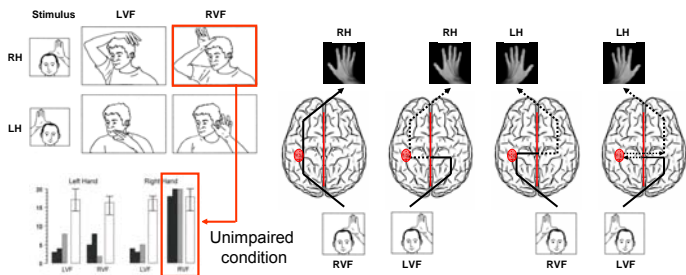 Stimulus LVF RVF
RH
LH
Left Hand Right Hand
20
15
10
5
0
LVF RVF LVF RVF
Unimpaired
condition
RH RH LH LH
RVF LVF RVF LVF